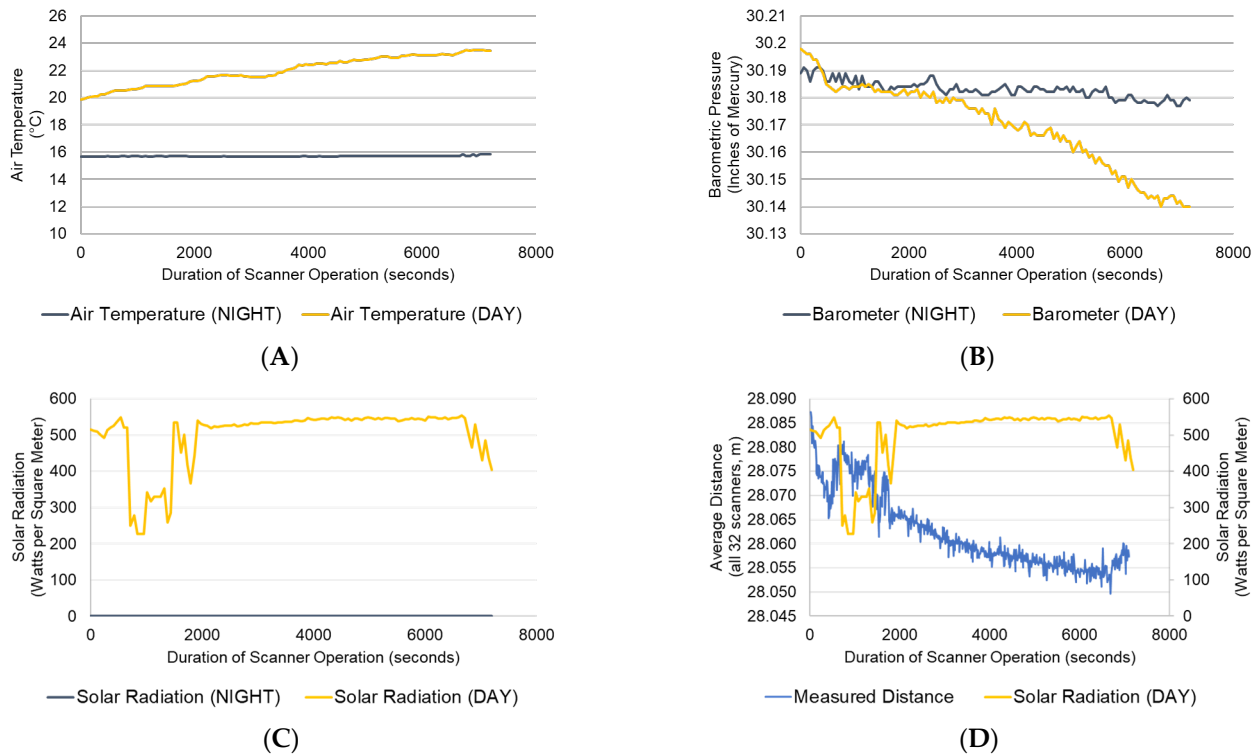 26
24
22
20
18
16
14
12
10
Air Temperature
(°C)
0 2000 4000 6000 8000
Duration of Scanner Operation (seconds)
Air Temperature (NIGHT) Air Temperature (DAY)
(A)
30.21
30.2
30.19
30.18
30.17
30.16
30.15
30.14
30.13
Barometric Pressure
(Inches of Mercury)
0 2000 4000 6000 8000
Duration of Scanner Operation (seconds)
Barometer (NIGHT) Barometer (DAY)
(B)
600
500
400
300
200
100
0
Solar Radiation
(Watts per Square Meter)
0 2000 4000 6000 8000
Duration of Scanner Operation (seconds)
Solar Radiation (NIGHT) Solar Radiation (DAY)
(C)
28.090
28.085
28.080
28.075
28.070
28.065
28.060
28.055
28.050
28.045
Average Distance
(all 32 scanners, m)
600
500
400
300
200
100
0
Solar Radiation
(Watts per Square Meter)
0 2000 4000 6000 8000
Duration of Scanner Operation (seconds)
Measured Distance Solar Radiation (DAY)
(D)